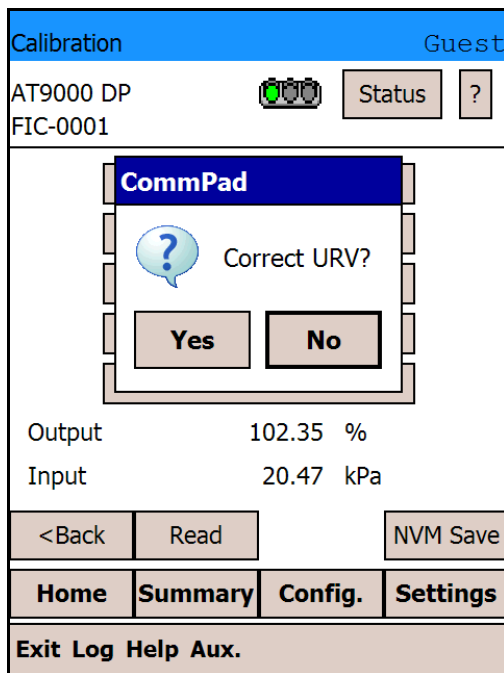 Calibration Guest
AT9000 DP Status ?
FIC-0001
CommPad
?
Correct URV?
Yes No
Output 102.35 %
Input 20.47 kPa
<Back Read NVM Save
Home Summary Config. Settings
Exit Log Help Aux.